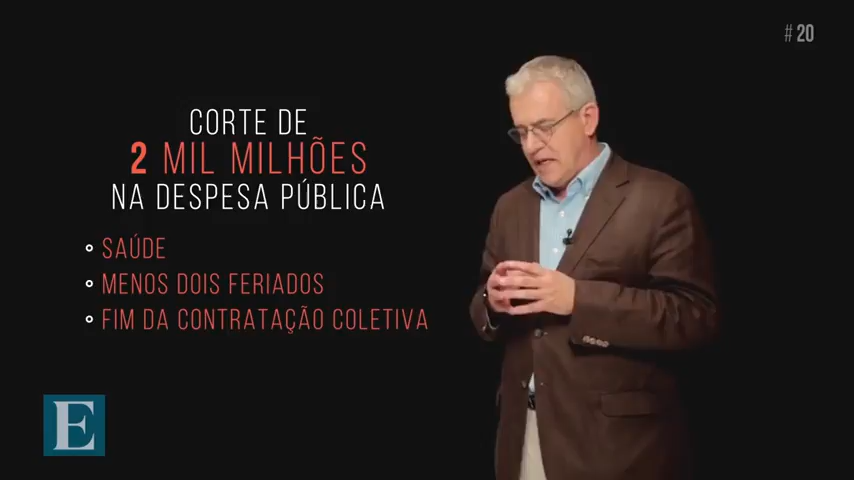 # 20
CORTE DE
2 MIL MILHÕES
NA DESPESA PÚBLICA
SAÚDE
MENOS DOIS FERIADOS
FIM DA CONTRATAÇÃO COLETIVA
E